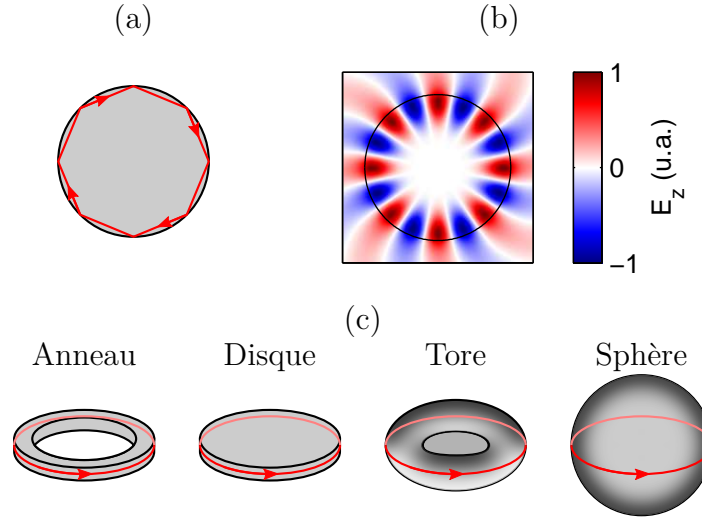 (a)
(b)
1
0
−1
E_z (u.a.)
(c)
Anneau Disque Tore Sphère